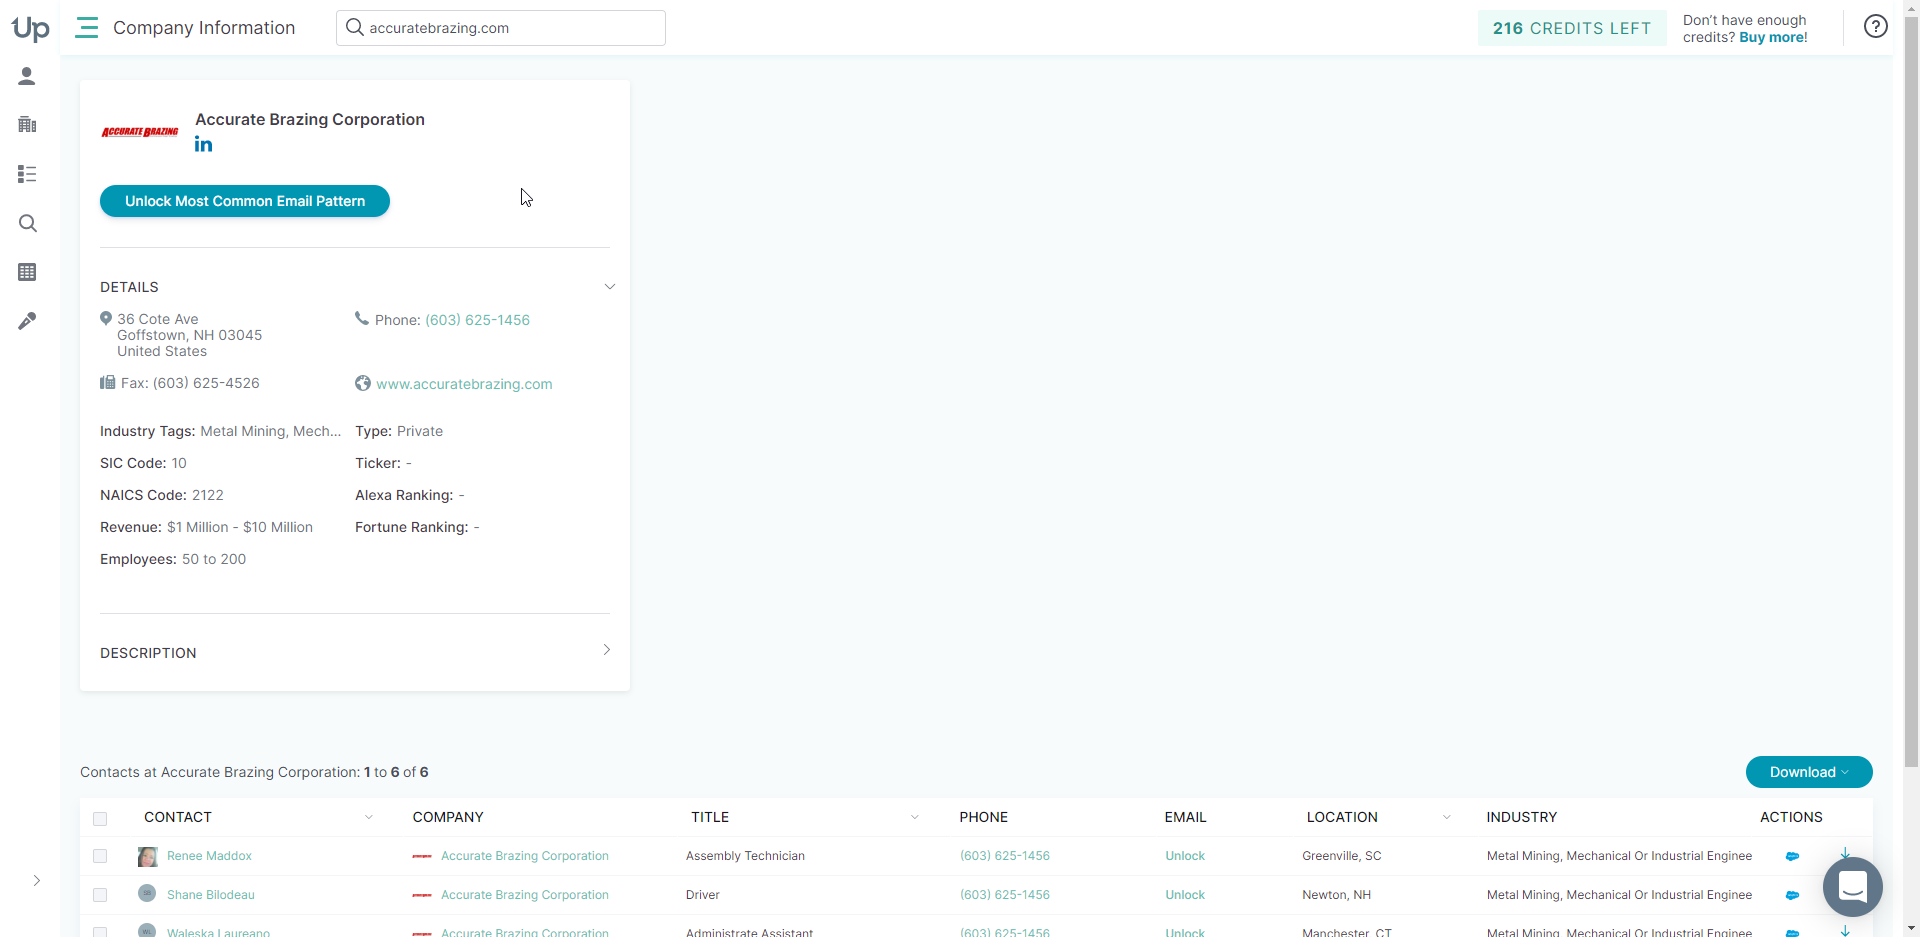 Up
Company Information
accuratebrazing.com
216 CREDITS LEFT
Don't have enough
credits? Buy more!
?
ACCURATE BRAZING
Accurate Brazing Corporation
in
Unlock Most Common Email Pattern
DETAILS
36 Cote Ave
Goffstown, NH 03045
United States
Phone: (603) 625-1456
Fax: (603) 625-4526
www.accuratebrazing.com
Industry Tags: Metal Mining, Mech...
Type: Private
SIC Code: 10
Ticker: -
NAICS Code: 2122
Alexa Ranking: -
Revenue: $1 Million - $10 Million
Fortune Ranking: -
Employees: 50 to 200
DESCRIPTION
Contacts at Accurate Brazing Corporation: 1 to 6 of 6
Download
CONTACT COMPANY TITLE PHONE EMAIL LOCATION INDUSTRY ACTIONS
Renee Maddox Accurate Brazing Corporation Assembly Technician (603) 625-1456 Unlock Greenville, SC Metal Mining, Mechanical Or Industrial Enginee
SB Shane Bilodeau Accurate Brazing Corporation Driver (603) 625-1456 Unlock Newton, NH Metal Mining, Mechanical Or Industrial Enginee
WL Waleska Laureano Accurate Brazing Corporation Administrate Assistant (603) 625-1456 Unlock Manchester, CT Metal Mining, Mechanical Or Industrial Enginee